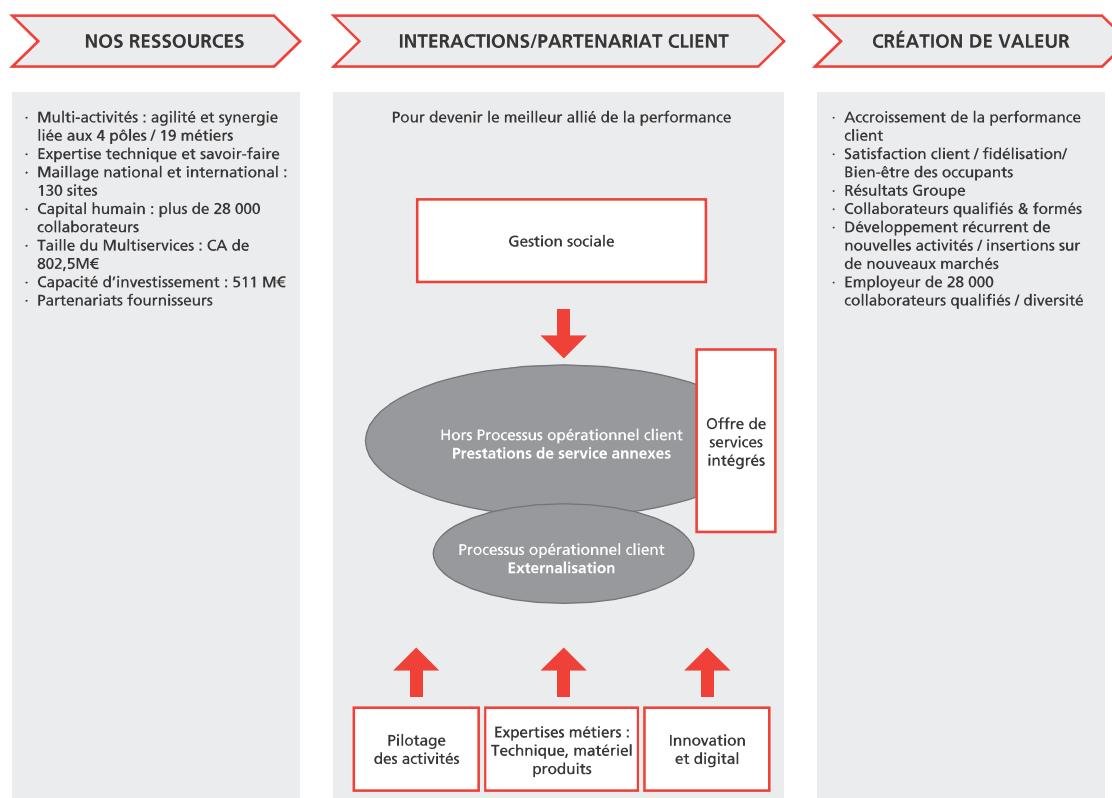 NOS RESSOURCES
· Multi-activités : agilité et synergie
liée aux 4 pôles / 19 métiers
· Expertise technique et savoir-faire
· Maillage national et international :
130 sites
· Capital humain : plus de 28 000
collaborateurs
· Taille du Multiservices : CA de
802,5M€
· Capacité d’investissement : 511 M€
· Partenariats fournisseurs
INTERACTIONS/PARTENARIAT CLIENT
Pour devenir le meilleur allié de la performance
Gestion sociale
Hors Processus opérationnel client
Prestations de service annexes
Offre de
services
intégrés
Processus opérationnel client
Externalisation
Pilotage
des activités
Expertises métiers :
Technique, matériel
produits
Innovation
et digital
CRÉATION DE VALEUR
· Accroissement de la performance
client
· Satisfaction client / fidélisation/
Bien-être des occupants
· Résultats Groupe
· Collaborateurs qualifiés & formés
· Développement récurrent de
nouvelles activités / insertions sur
de nouveaux marchés
· Employeur de 28 000
collaborateurs qualifiés / diversité